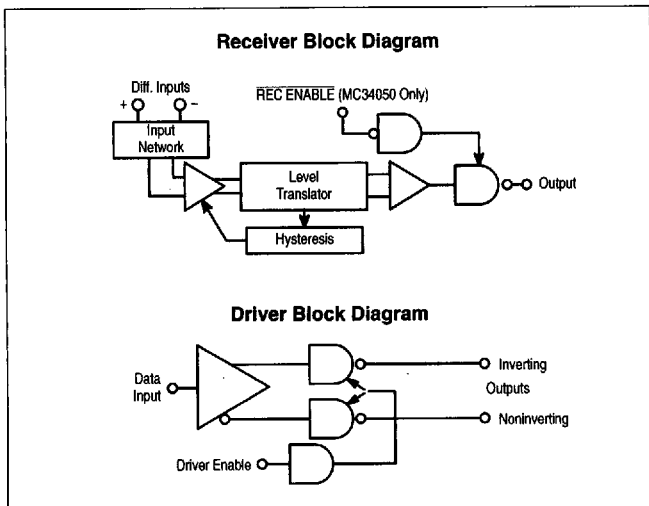 Receiver Block Diagram
Diff. Inputs
+ −
REC ENABLE (MC34050 Only)
Input
Network
Level
Translator
Output
Hysteresis
Driver Block Diagram
Inverting
Data
Input
Outputs
Noninverting
Driver Enable